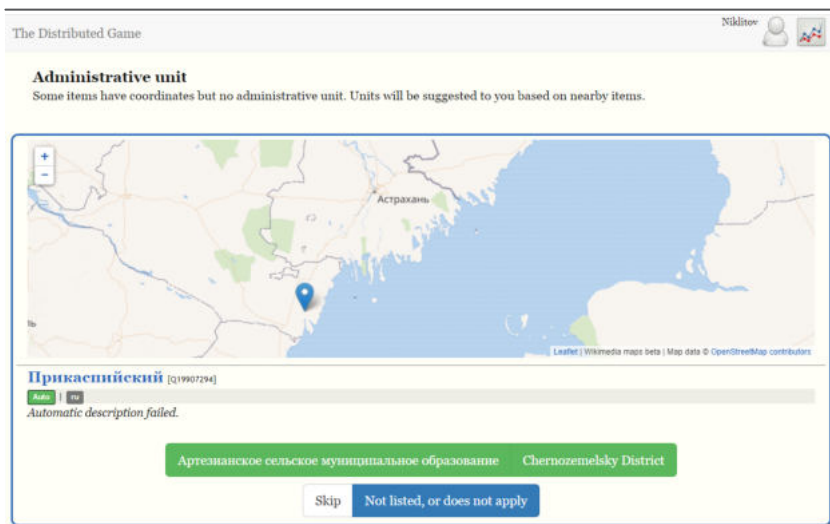 The Distributed Game
Niklitov
Administrative unit
Some items have coordinates but no administrative unit. Units will be suggested to you based on nearby items.
+
−
Астрахань
ль
Leaflet | Wikimedia maps beta | Map data © OpenStreetMap contributors
Прикаспийский [Q19907294]
Auto | ru
Automatic description failed.
Артезианское сельское муниципальное образование Chernozemelsky District
Skip Not listed, or does not apply